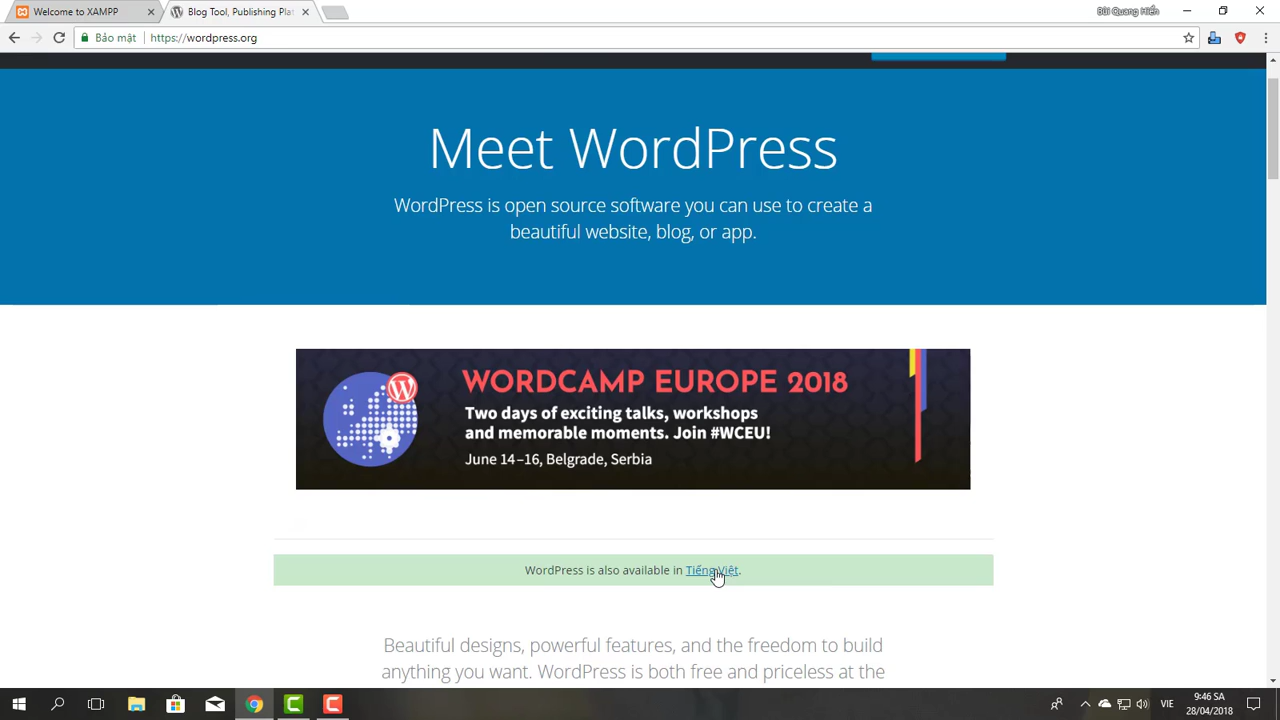 Welcome to XAMPP
Blog Tool, Publishing Plat
Bùi Quang Hiển
Bảo mật
https://wordpress.org
Meet WordPress
WordPress is open source software you can use to create a
beautiful website, blog, or app.
WORDCAMP EUROPE 2018
Two days of exciting talks, workshops
and memorable moments. Join #WCEU!
June 14–16, Belgrade, Serbia
WordPress is also available in Tiếng Việt.
Beautiful designs, powerful features, and the freedom to build
anything you want. WordPress is both free and priceless at the
VIE
9:46 SA
28/04/2018